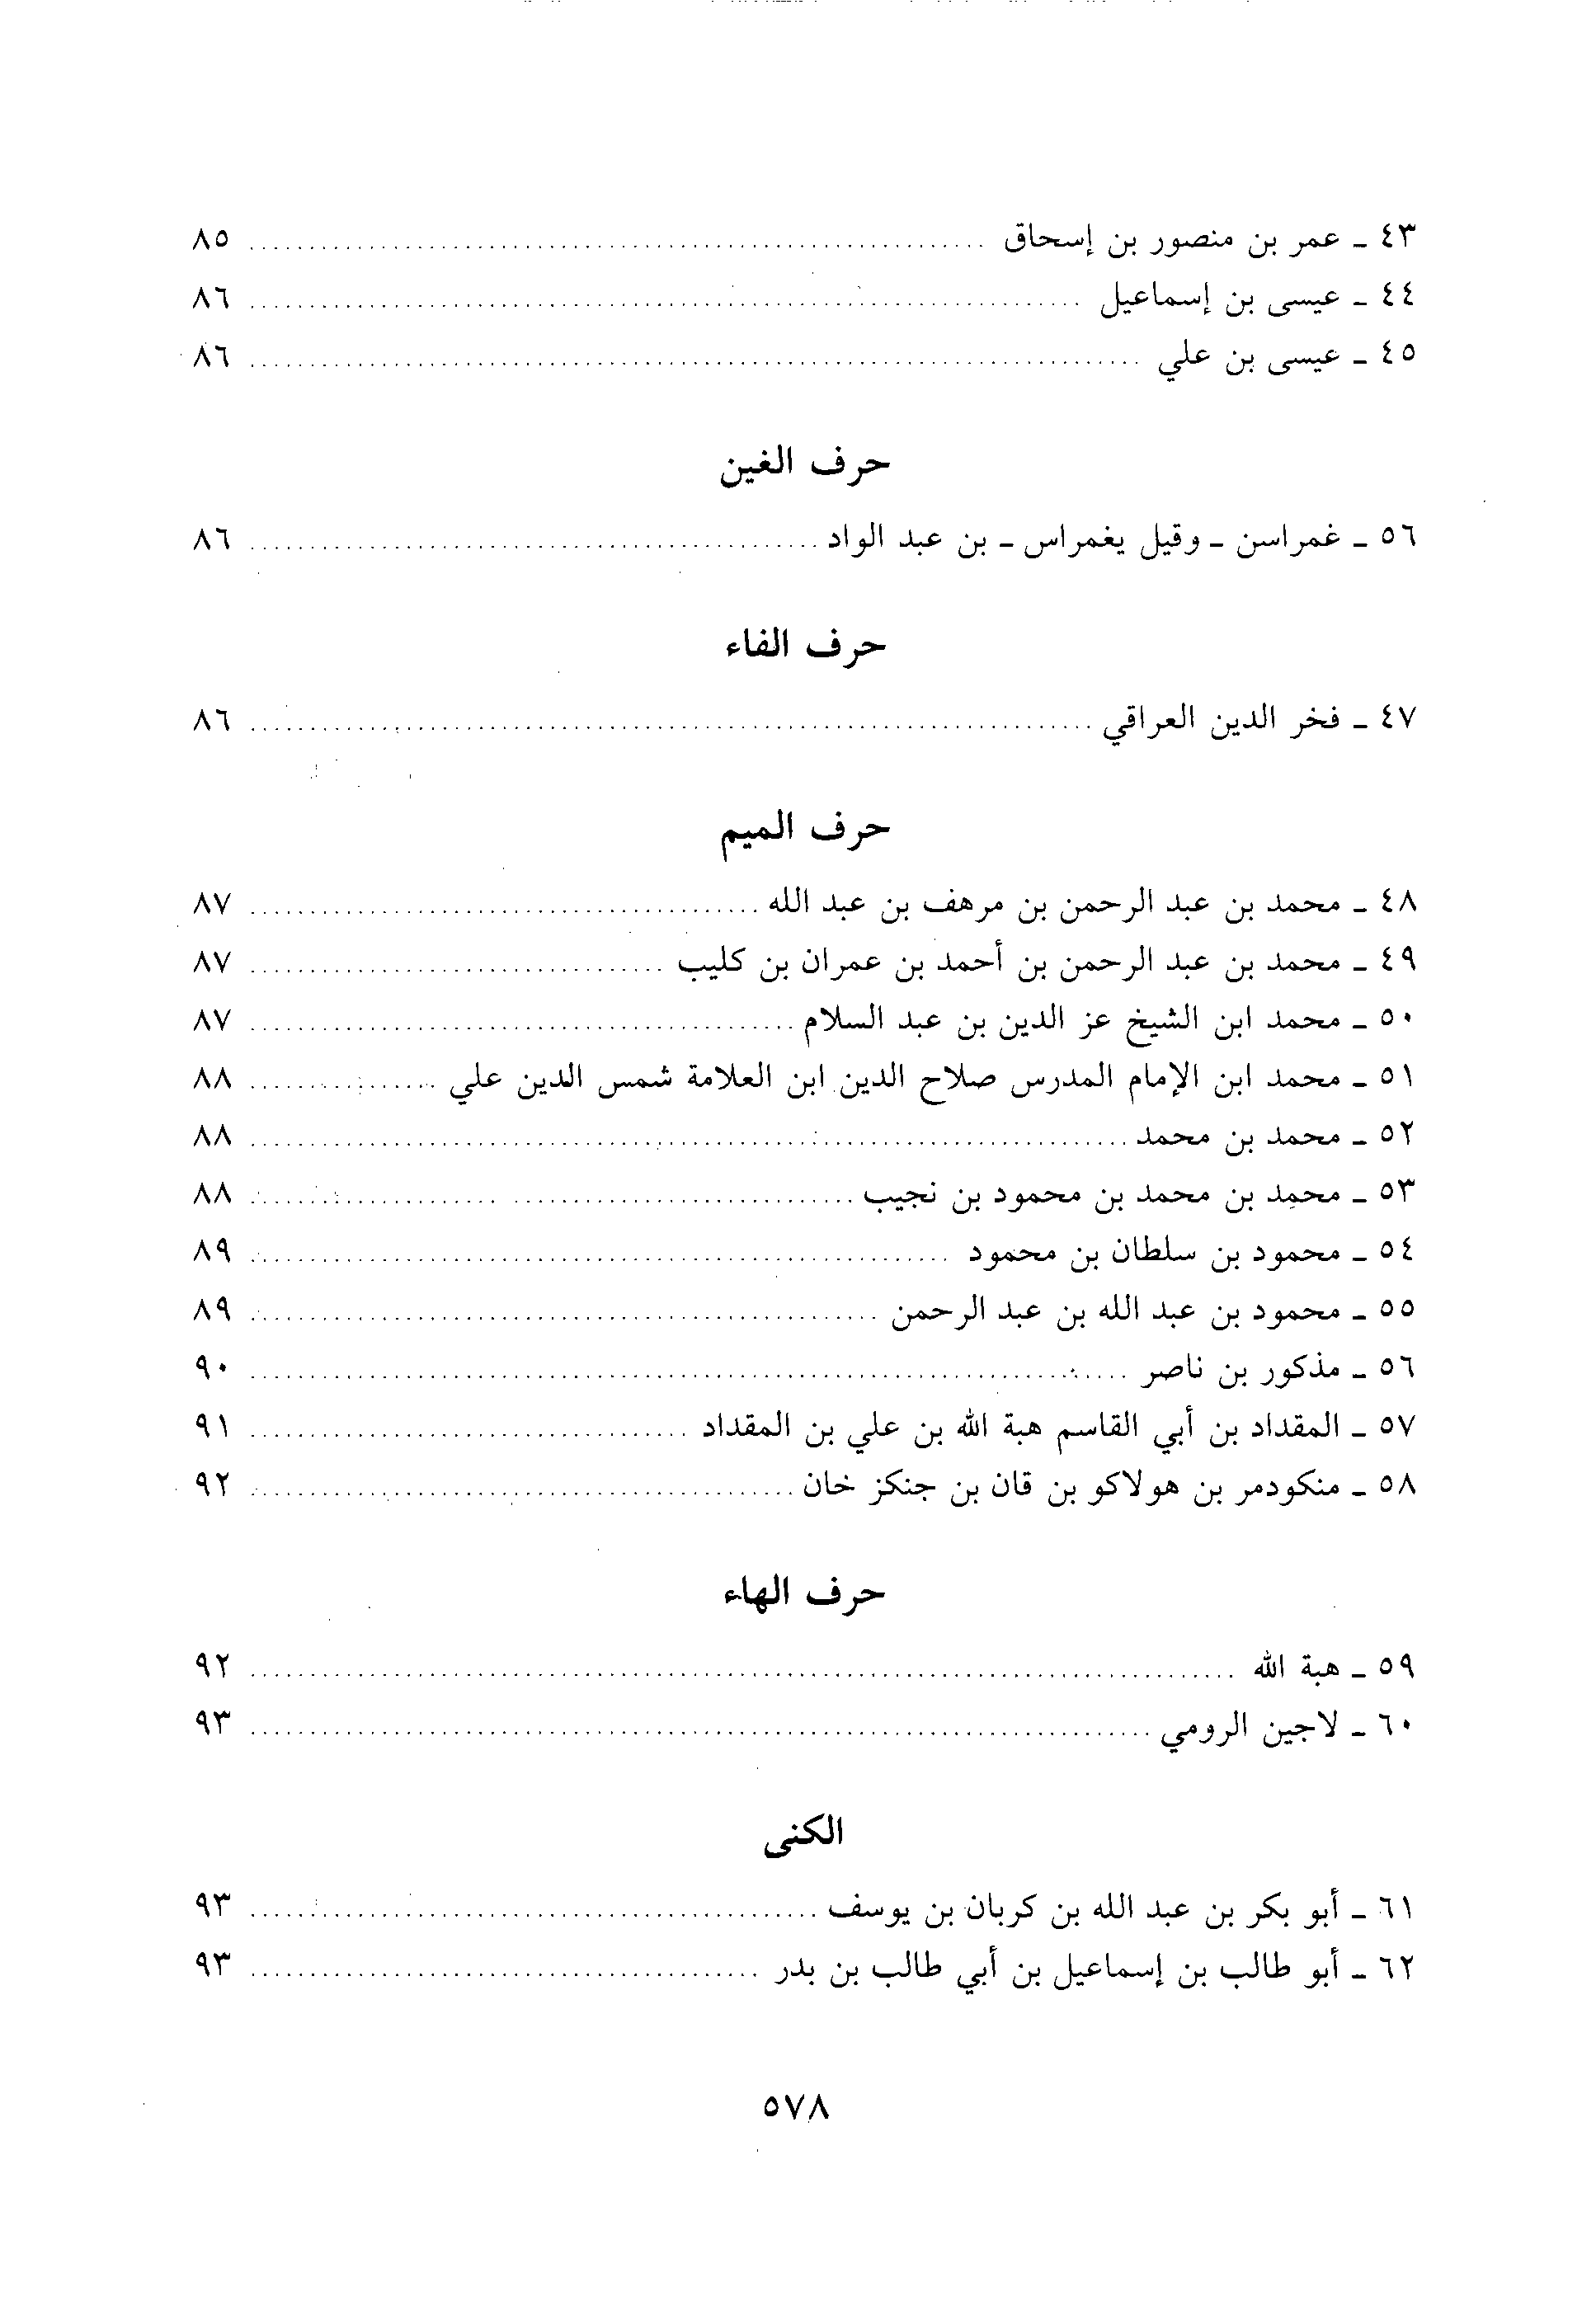 ٤٣ ـ عمر بن منصور بن إسحاق ........ ٨٥
٤٤ ـ عيسى بن إسماعيل ........ ٨٦
٤٥ ـ عيسى بن علي ........ ٨٦
حرف الغين
٥٦ ـ غمراسن ـ وقيل يغمراس ـ بن عبد الواد ........ ٨٦
حرف الفاء
٤٧ ـ فخر الدين العراقي ........ ٨٦
حرف الميم
٤٨ ـ محمد بن عبد الرحمن بن مرهف بن عبد الله ........ ٨٧
٤٩ ـ محمد بن عبد الرحمن بن أحمد بن عمران بن كليب ........ ٨٧
٥٠ ـ محمد ابن الشيخ عز الدين بن عبد السلام ........ ٨٧
٥١ ـ محمد ابن الإمام المدرس صلاح الدين ابن العلامة شمس الدين علي ........ ٨٨
٥٢ ـ محمد بن محمد ........ ٨٨
٥٣ ـ محمد بن محمد بن محمود بن نجيب ........ ٨٨
٥٤ ـ محمود بن سلطان بن محمود ........ ٨٩
٥٥ ـ محمود بن عبد الله بن عبد الرحمن ........ ٨٩
٥٦ ـ مذكور بن ناصر ........ ٩٠
٥٧ ـ المقداد بن أبي القاسم هبة الله بن علي بن المقداد ........ ٩١
٥٨ ـ منكودمر بن هولاكو بن قان بن جنكز خان ........ ٩٢
حرف الهاء
٥٩ ـ هبة الله ........ ٩٢
٦٠ ـ لاجين الرومي ........ ٩٣
الكنى
٦١ ـ أبو بكر بن عبد الله بن كربان بن يوسف ........ ٩٣
٦٢ ـ أبو طالب بن إسماعيل بن أبي طالب بن بدر ........ ٩٣
٥٧٨